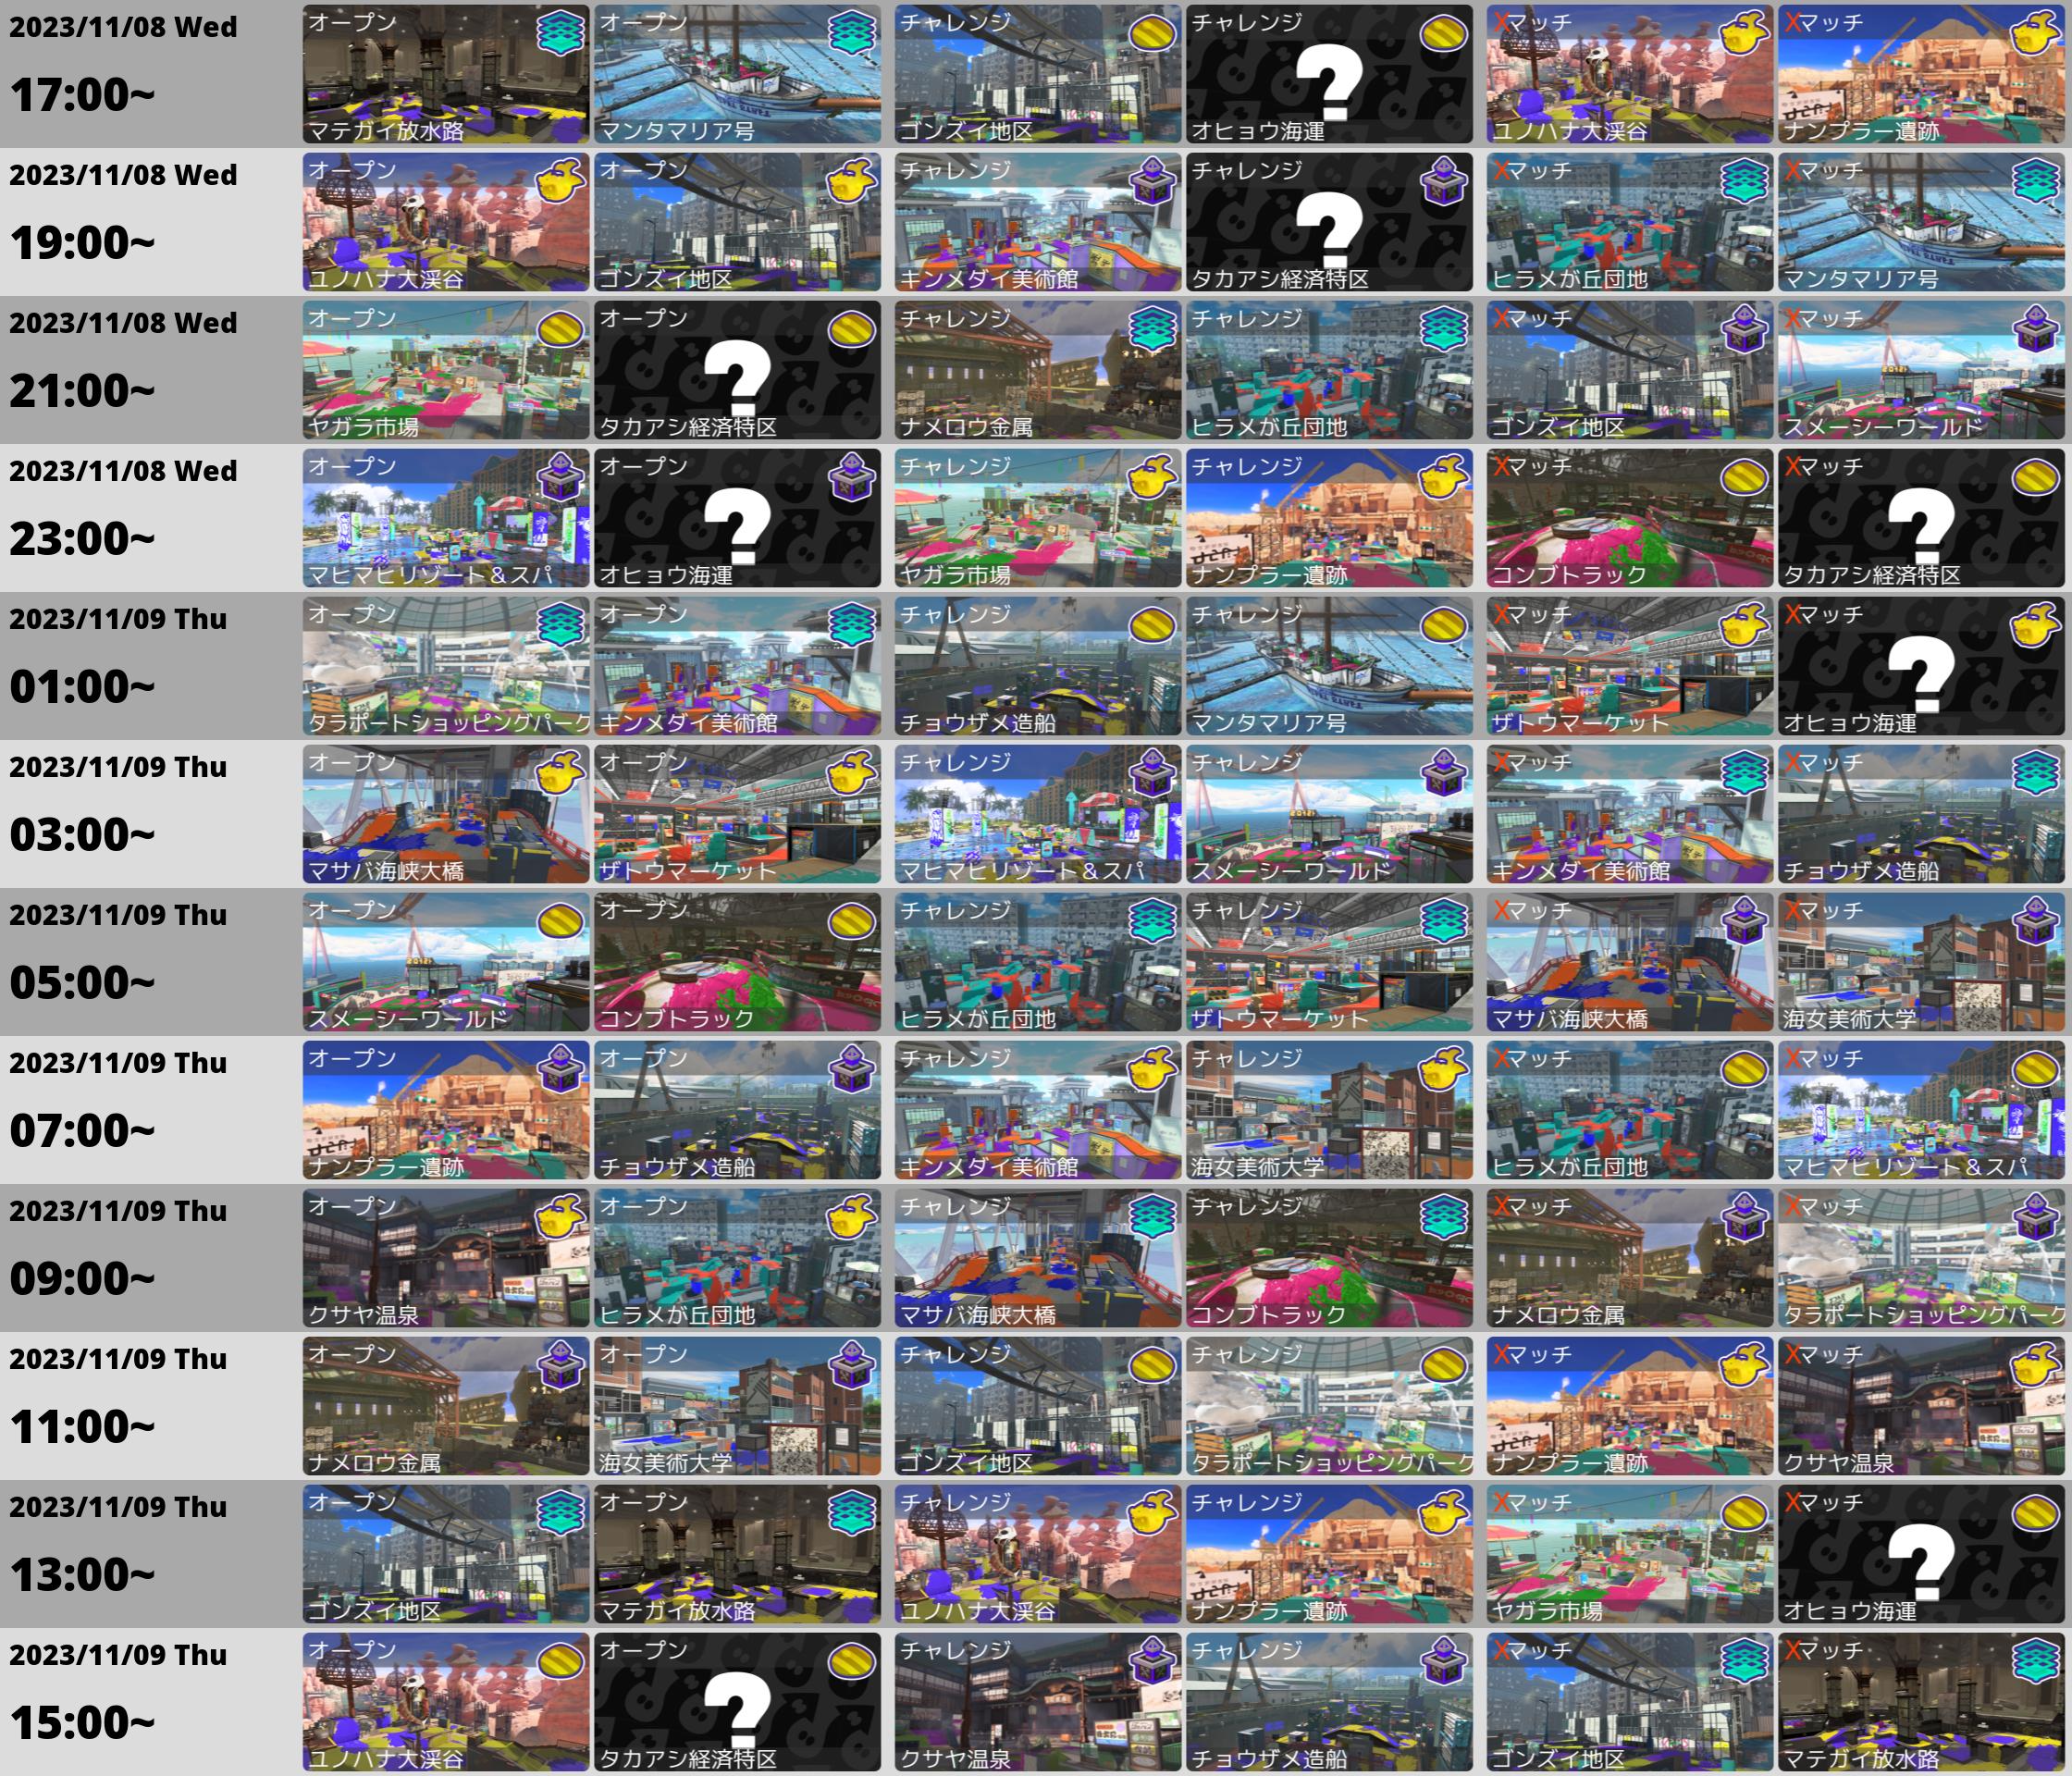 2023/11/08 Wed
17:00~
オープン
マテガイ放水路
オープン
マンタマリア号
チャレンジ
ゴンズイ地区
チャレンジ
オヒョウ海運
Xマッチ
ユノハナ大渓谷
Xマッチ
ナンプラー遺跡
2023/11/08 Wed
19:00~
オープン
ユノハナ大渓谷
オープン
ゴンズイ地区
チャレンジ
キンメダイ美術館
チャレンジ
タカアシ経済特区
Xマッチ
ヒラメが丘団地
Xマッチ
マンタマリア号
2023/11/08 Wed
21:00~
オープン
ヤガラ市場
オープン
タカアシ経済特区
チャレンジ
ナメロウ金属
チャレンジ
ヒラメが丘団地
Xマッチ
ゴンズイ地区
Xマッチ
スメーシーワールド
2023/11/08 Wed
23:00~
オープン
マヒマヒリゾート＆スパ
オープン
オヒョウ海運
チャレンジ
ヤガラ市場
チャレンジ
ナンプラー遺跡
Xマッチ
コンブトラック
Xマッチ
タカアシ経済特区
2023/11/09 Thu
01:00~
オープン
タラポートショッピングパーク
オープン
キンメダイ美術館
チャレンジ
チョウザメ造船
チャレンジ
マンタマリア号
Xマッチ
ザトウマーケット
Xマッチ
オヒョウ海運
2023/11/09 Thu
03:00~
オープン
マサバ海峡大橋
オープン
ザトウマーケット
チャレンジ
マヒマヒリゾート＆スパ
チャレンジ
スメーシーワールド
Xマッチ
キンメダイ美術館
Xマッチ
チョウザメ造船
2023/11/09 Thu
05:00~
オープン
スメーシーワールド
オープン
コンブトラック
チャレンジ
ヒラメが丘団地
チャレンジ
ザトウマーケット
Xマッチ
マサバ海峡大橋
Xマッチ
海女美術大学
2023/11/09 Thu
07:00~
オープン
ナンプラー遺跡
オープン
チョウザメ造船
チャレンジ
キンメダイ美術館
チャレンジ
海女美術大学
Xマッチ
ヒラメが丘団地
Xマッチ
マヒマヒリゾート＆スパ
2023/11/09 Thu
09:00~
オープン
クサヤ温泉
オープン
ヒラメが丘団地
チャレンジ
マサバ海峡大橋
チャレンジ
コンブトラック
Xマッチ
ナメロウ金属
Xマッチ
タラポートショッピングパーク
2023/11/09 Thu
11:00~
オープン
ナメロウ金属
オープン
海女美術大学
チャレンジ
ゴンズイ地区
チャレンジ
タラポートショッピングパーク
Xマッチ
ナンプラー遺跡
Xマッチ
クサヤ温泉
2023/11/09 Thu
13:00~
オープン
ゴンズイ地区
オープン
マテガイ放水路
チャレンジ
ユノハナ大渓谷
チャレンジ
ナンプラー遺跡
Xマッチ
ヤガラ市場
Xマッチ
オヒョウ海運
2023/11/09 Thu
15:00~
オープン
ユノハナ大渓谷
オープン
タカアシ経済特区
チャレンジ
クサヤ温泉
チャレンジ
チョウザメ造船
Xマッチ
ゴンズイ地区
Xマッチ
マテガイ放水路